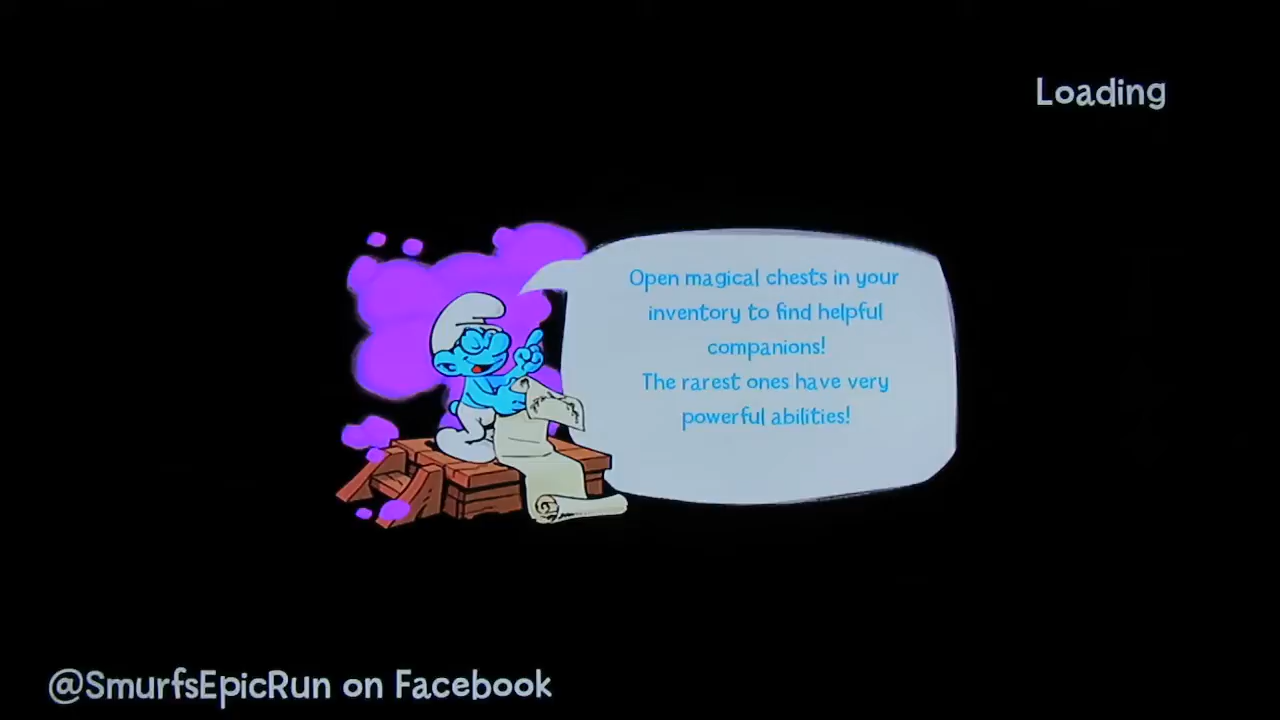 Loading
Open magical chests in your
inventory to find helpful
companions!
The rarest ones have very
powerful abilities!
@SmurfsEpicRun on Facebook